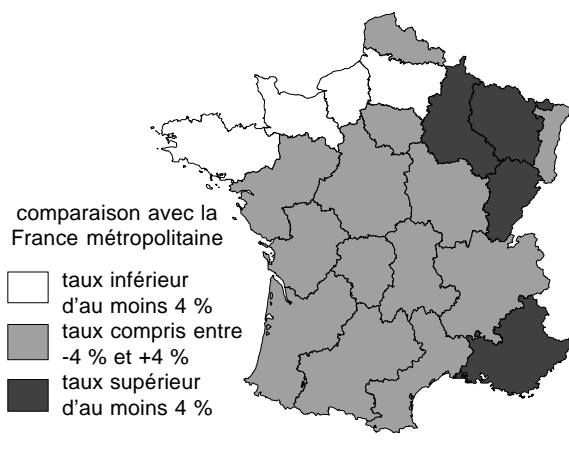 comparaison avec la
France métropolitaine
taux inférieur
d'au moins 4 %
taux compris entre
-4 % et +4 %
taux supérieur
d'au moins 4 %